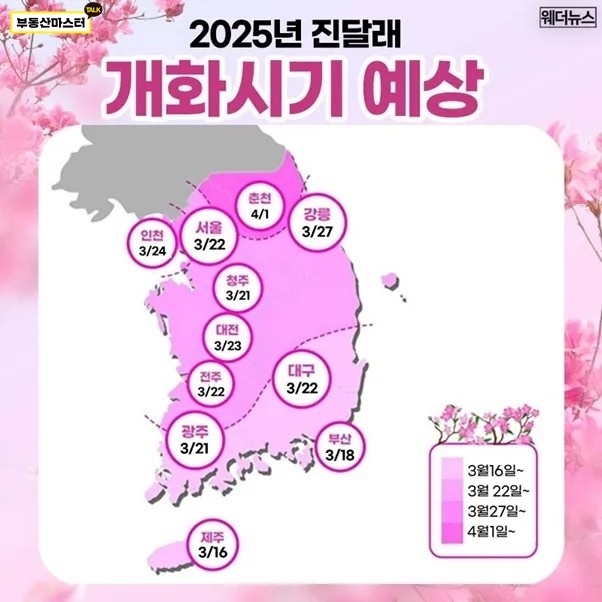 부동산마스터
TALK
웨더뉴스
2025년 진달래
개화시기 예상
춘천
4/1
강릉
3/27
서울
3/22
인천
3/24
청주
3/21
대전
3/23
전주
3/22
대구
3/22
광주
3/21
부산
3/18
제주
3/16
3월16일~
3월 22일~
3월27일~
4월1일~